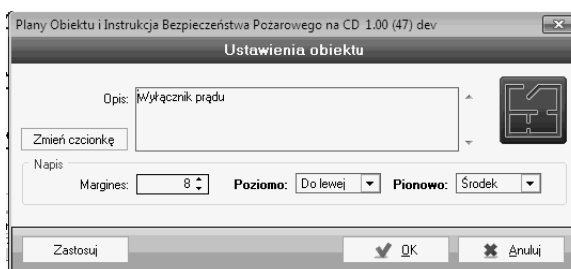 Plany Obiektu i Instrukcja Bezpieczeństwa Pożarowego na CD 1.00 (47) dev
Ustawienia obiektu
Opis: Wyłącznik prądu
Zmień czcionkę
Napis
Margines: 8 Poziomo: Do lewej Pionowo: Środek
Zastosuj OK Anuluj